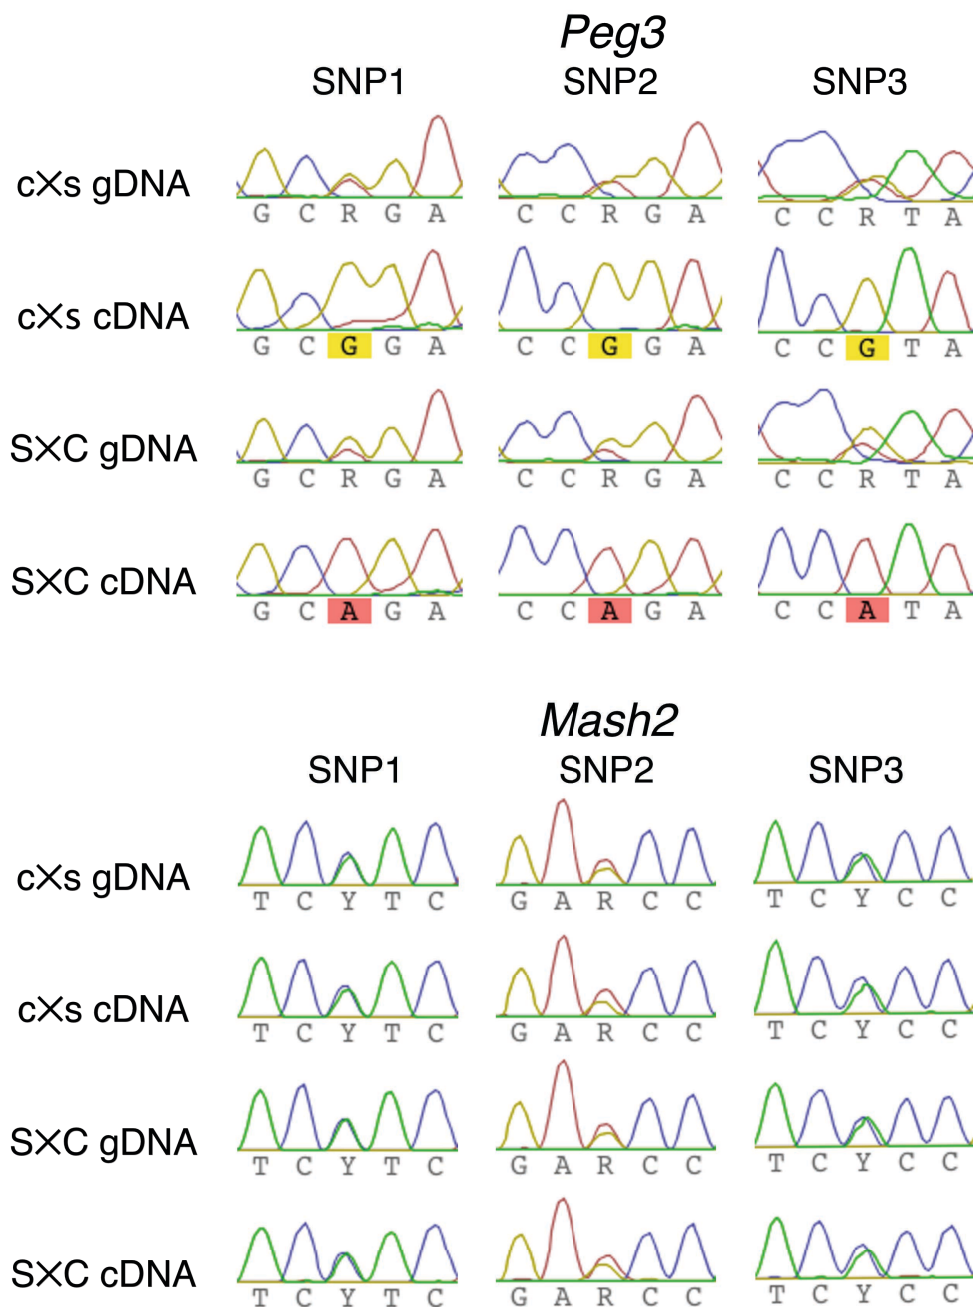 Peg3
SNP1 SNP2 SNP3
c×s gDNA G C R G A C C R G A C C R T A
c×s cDNA G C G G A C C G G A C C G T A
S×C gDNA G C R G A C C R G A C C R T A
S×C cDNA G C A G A C C A G A C C A T A
Mash2
SNP1 SNP2 SNP3
c×s gDNA T C Y T C G A R C C T C Y C C
c×s cDNA T C Y T C G A R C C T C Y C C
S×C gDNA T C Y T C G A R C C T C Y C C
S×C cDNA T C Y T C G A R C C T C Y C C